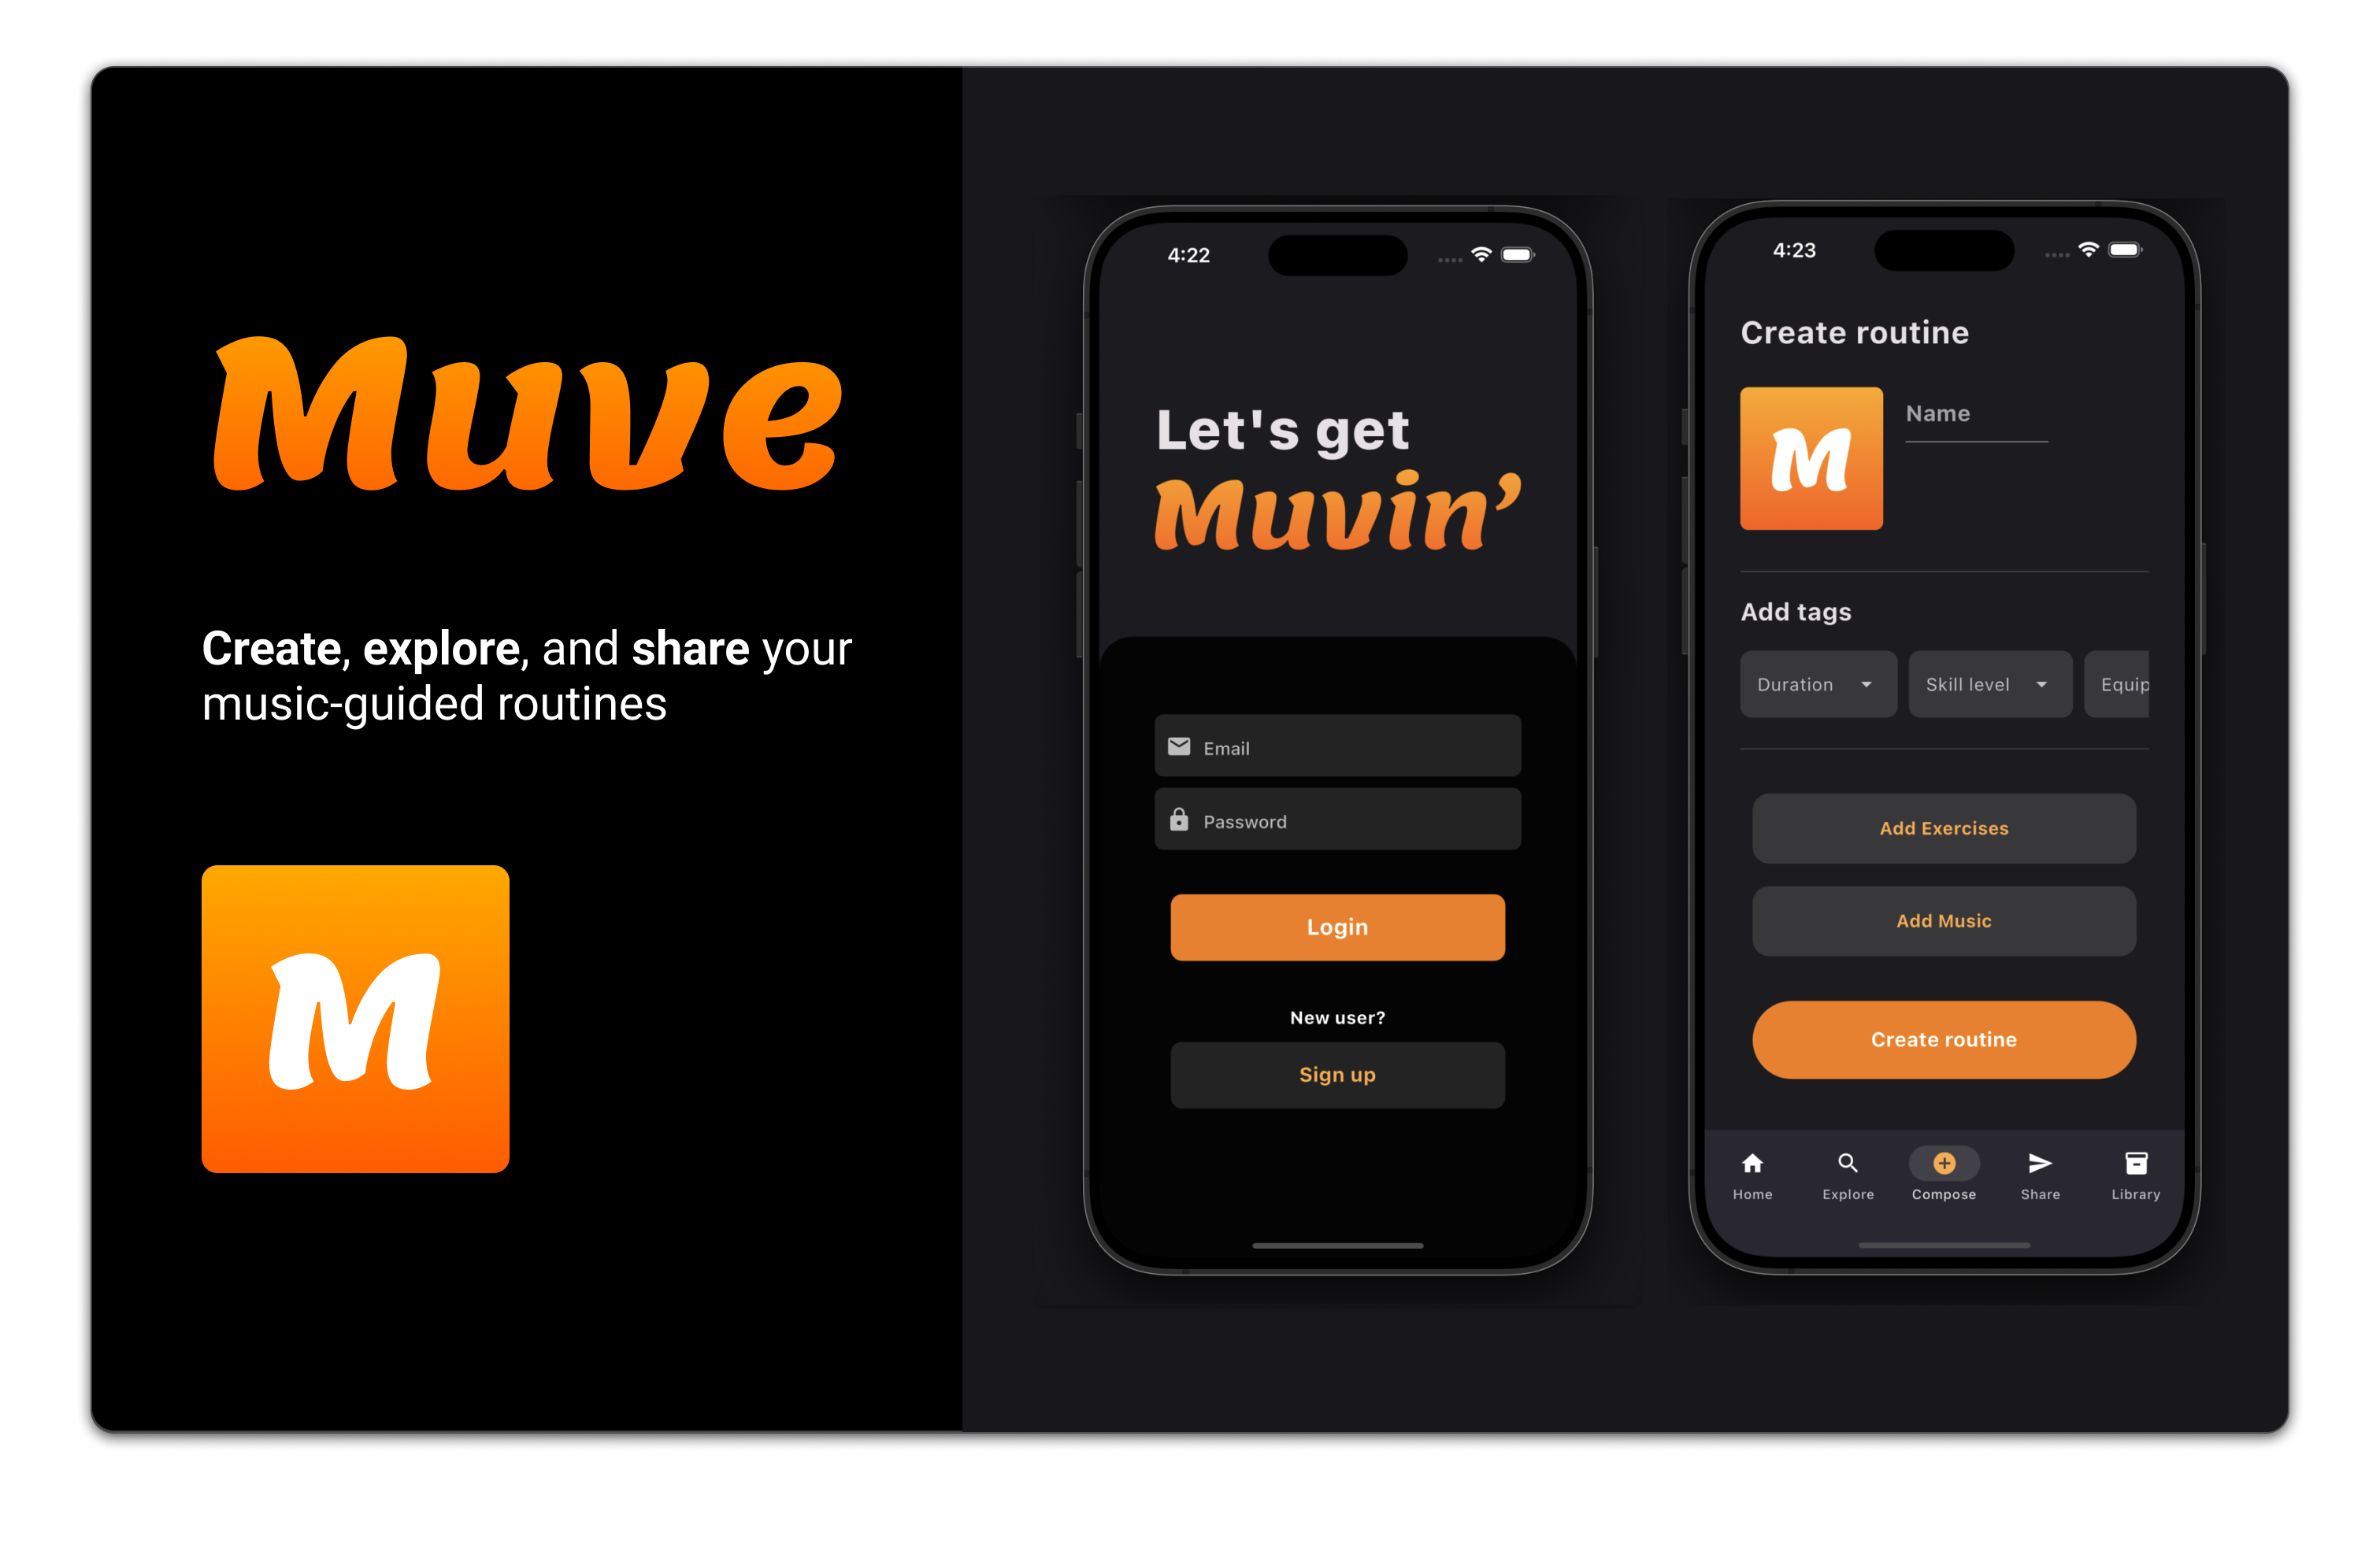 Muve
Create, explore, and share your
music-guided routines
M
4:22
Let's get
Muvin’
Email
Password
Login
New user?
Sign up
4:23
Create routine
M
Name
Add tags
Duration
Skill level
Equip
Add Exercises
Add Music
Create routine
Home
Explore
Compose
Share
Library